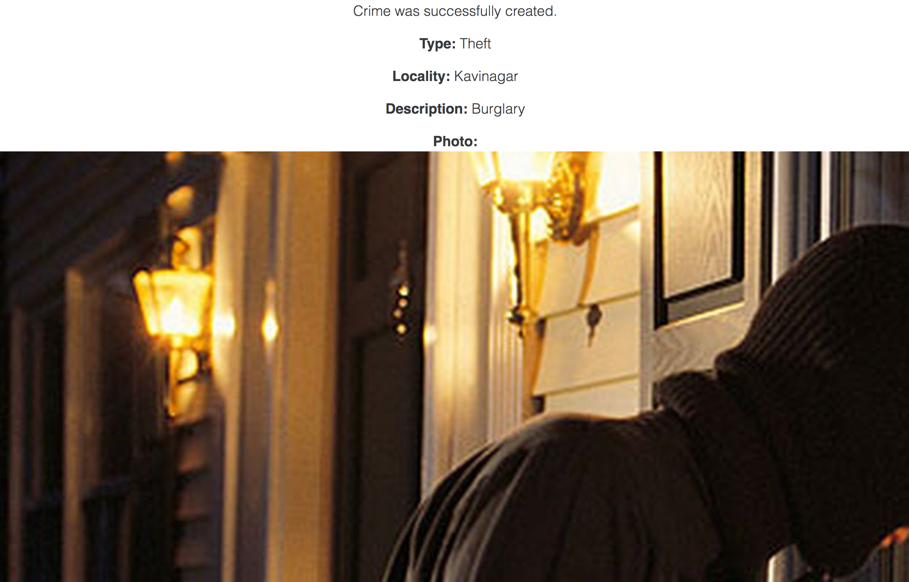 Crime was successfully created.
Type: Theft
Locality: Kavinagar
Description: Burglary
Photo: